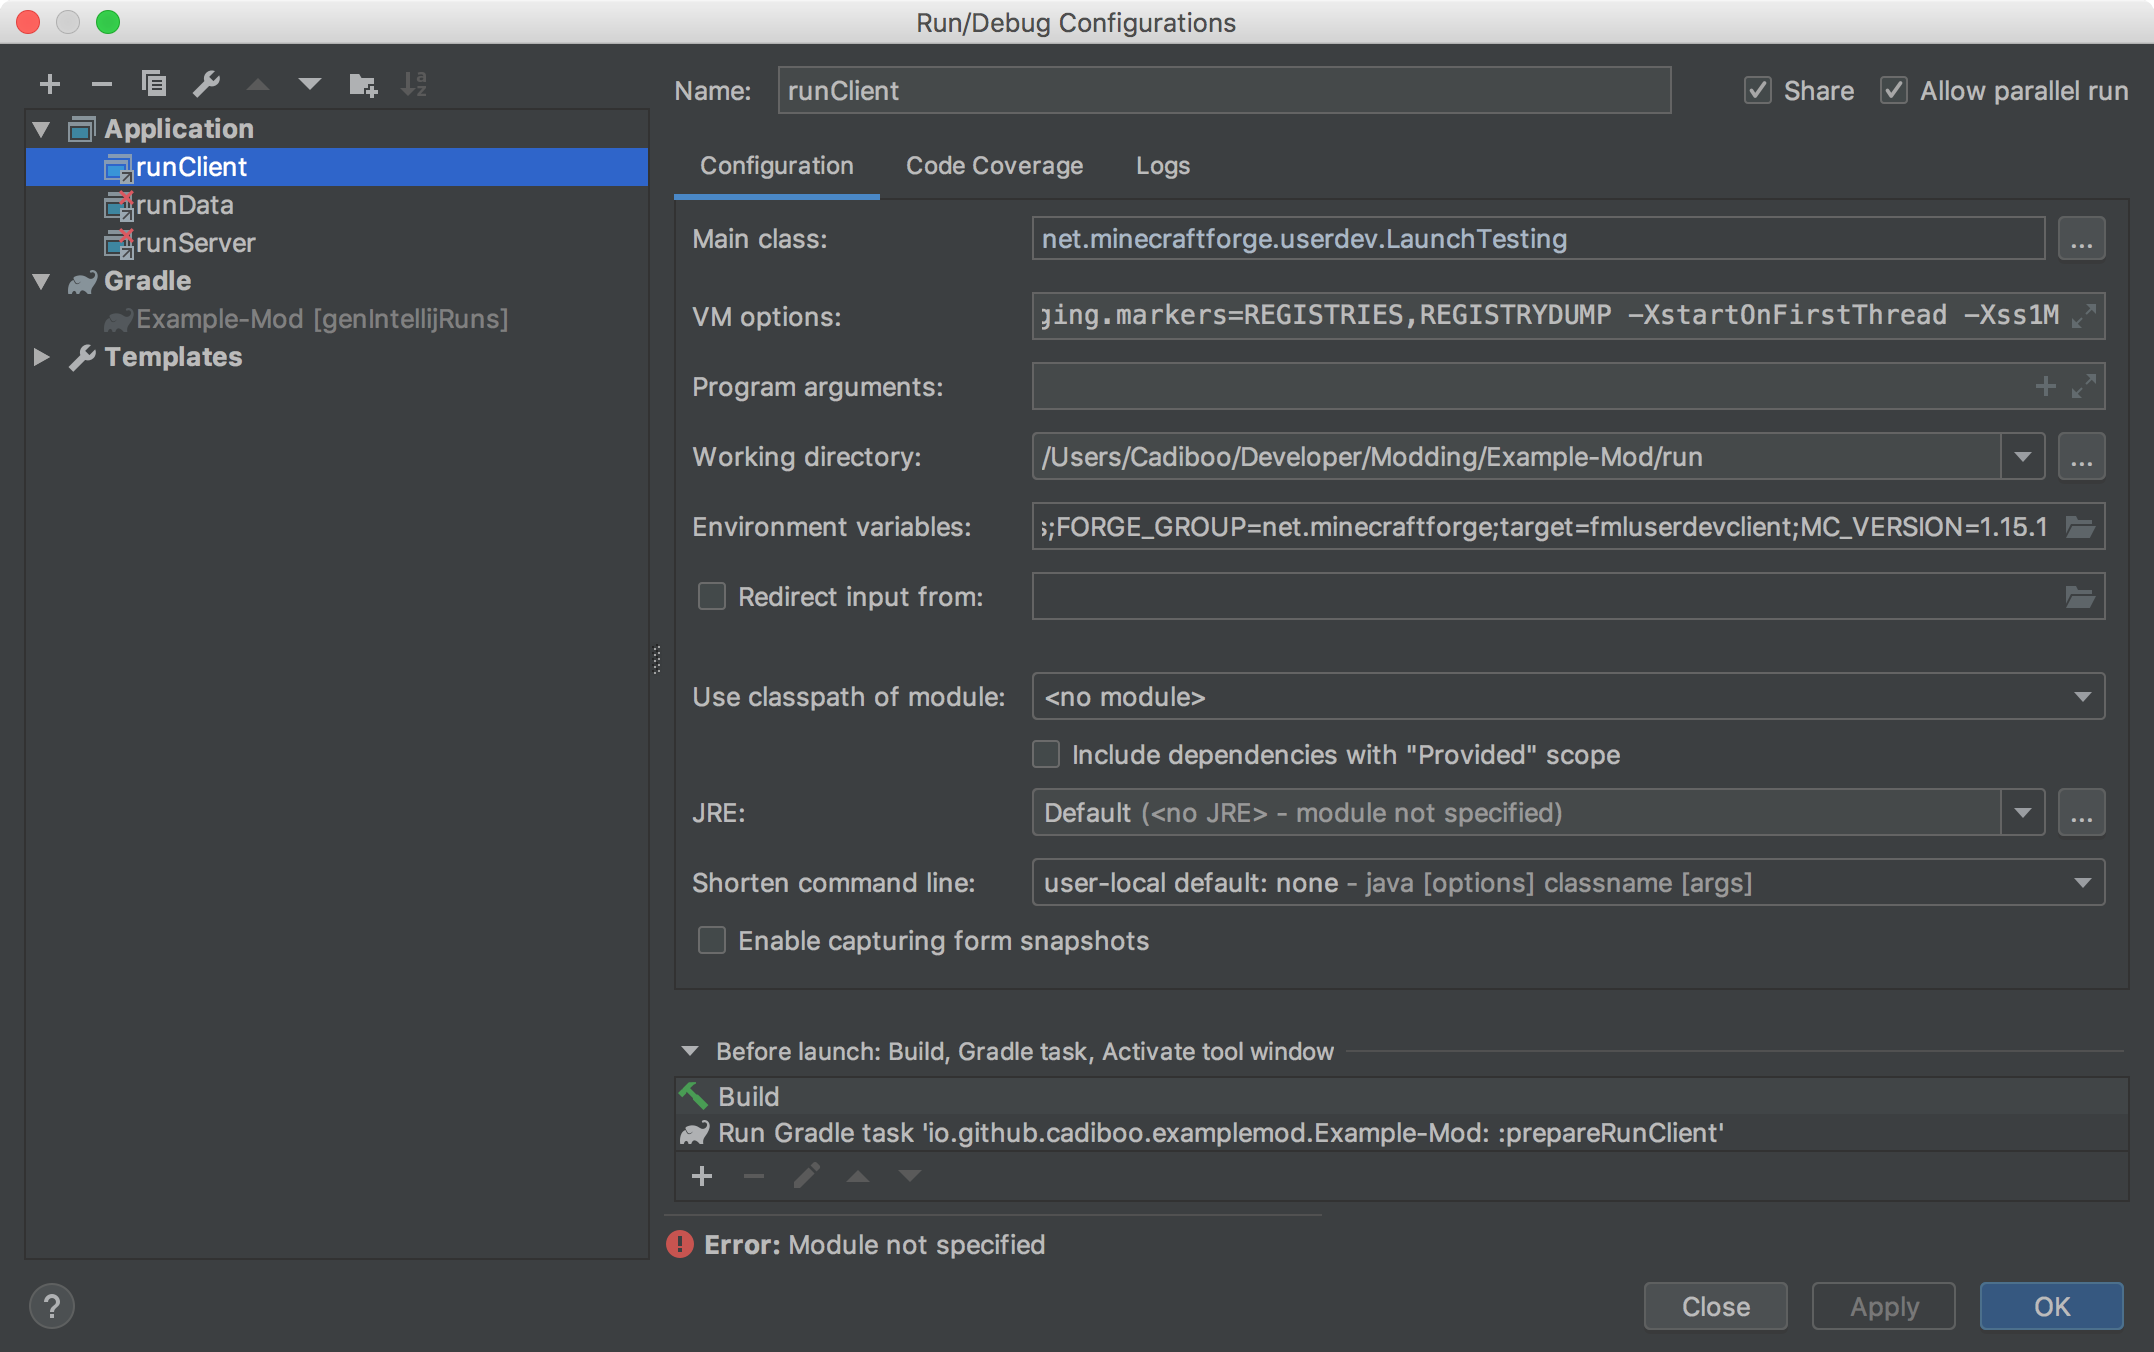 Run/Debug Configurations
Name: runClient Share Allow parallel run
Application
runClient
runData
runServer
Gradle
Example-Mod [genIntellijRuns]
Templates
Configuration Code Coverage Logs
Main class: net.minecraftforge.userdev.LaunchTesting ...
VM options: ging.markers=REGISTRIES,REGISTRYDUMP -XstartOnFirstThread -Xss1M
Program arguments:
Working directory: /Users/Cadiboo/Developer/Modding/Example-Mod/run ...
Environment variables: s;FORGE_GROUP=net.minecraftforge;target=fmluserdevclient;MC_VERSION=1.15.1
Redirect input from:
Use classpath of module: <no module>
Include dependencies with "Provided" scope
JRE: Default (<no JRE> - module not specified) ...
Shorten command line: user-local default: none - java [options] classname [args]
Enable capturing form snapshots
Before launch: Build, Gradle task, Activate tool window
Build
Run Gradle task 'io.github.cadiboo.examplemod.Example-Mod: :prepareRunClient'
Error: Module not specified
? Close Apply OK